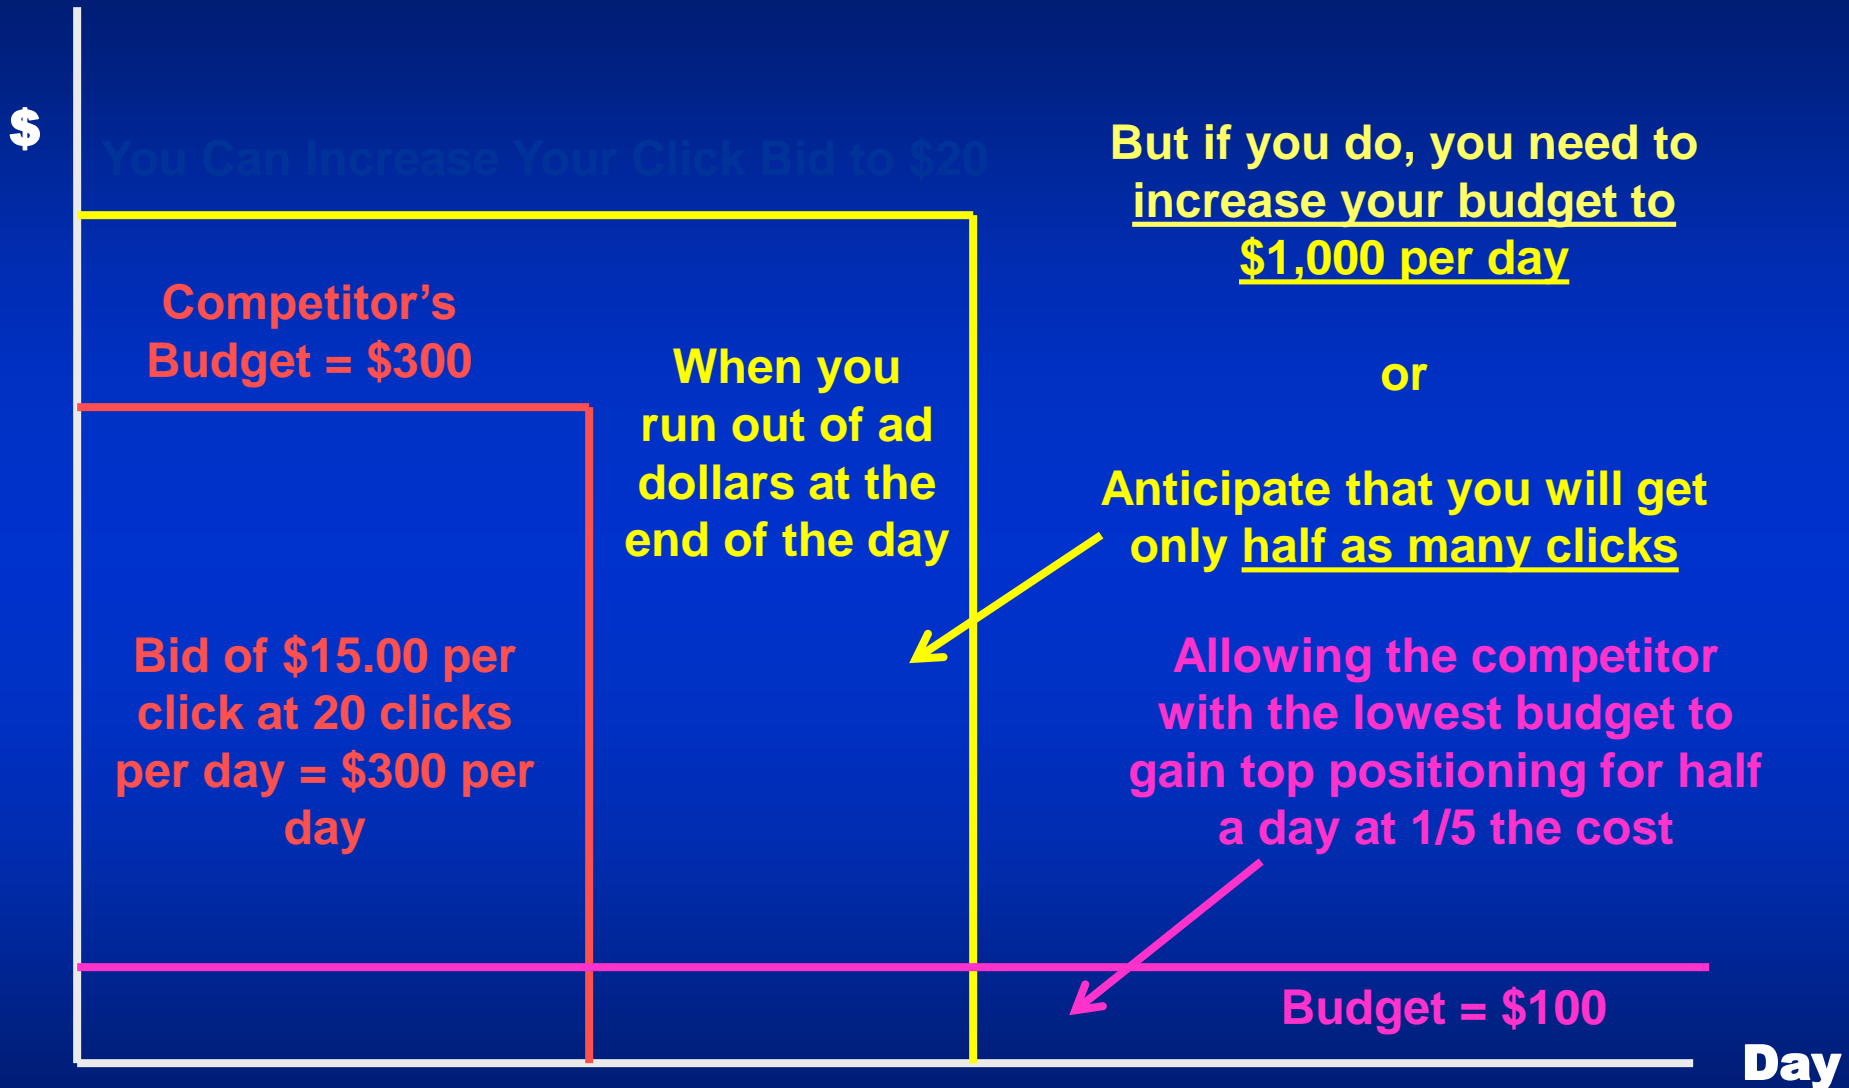 $
You Can Increase Your Click Bid to $20
But if you do, you need to
increase your budget to
$1,000 per day
or
Anticipate that you will get
only half as many clicks
Competitor’s
Budget = $300
When you
run out of ad
dollars at the
end of the day
Bid of $15.00 per
click at 20 clicks
per day = $300 per
day
Allowing the competitor
with the lowest budget to
gain top positioning for half
a day at 1/5 the cost
Budget = $100
Day